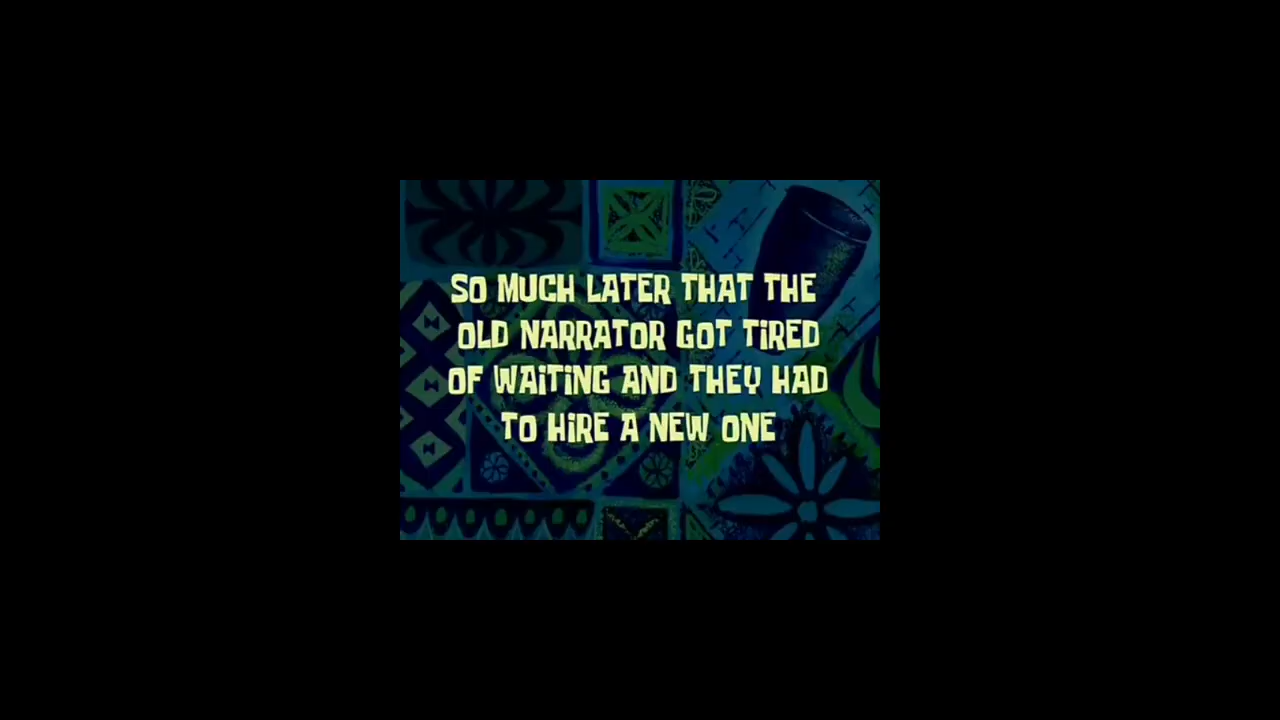 SO MUCH LATER THAT THE
OLD NARRATOR GOT TIRED
OF WAITING AND THEY HAD
TO HIRE A NEW ONE